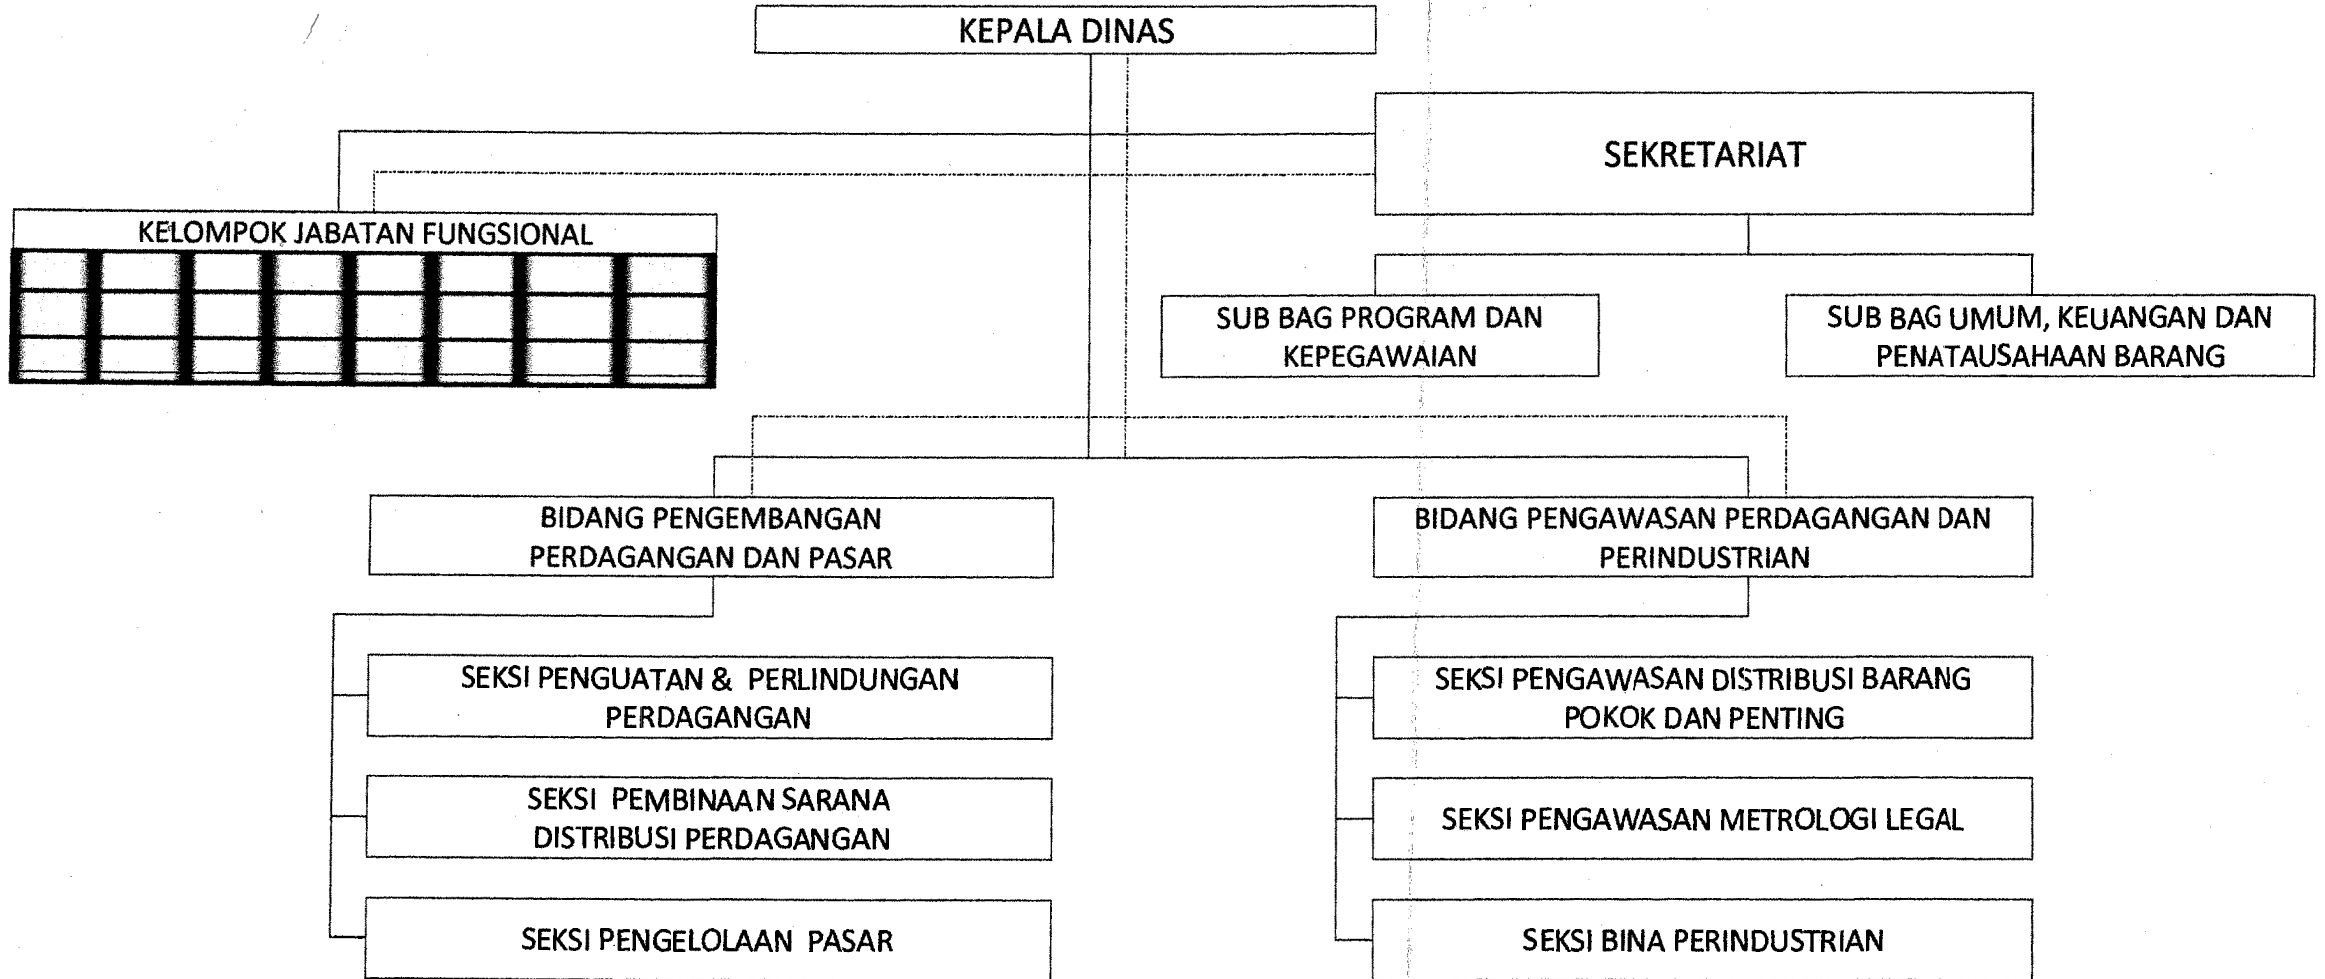 KEPALA DINAS
SEKRETARIAT
KELOMPOK JABATAN FUNGSIONAL
SUB BAG PROGRAM DAN
KEPEGAWAIAN
SUB BAG UMUM, KEUANGAN DAN
PENATAUSAHAAN BARANG
BIDANG PENGEMBANGAN
PERDAGANGAN DAN PASAR
BIDANG PENGAWASAN PERDAGANGAN DAN
PERINDUSTRIAN
SEKSI PENGUATAN & PERLINDUNGAN
PERDAGANGAN
SEKSI PENGAWASAN DISTRIBUSI BARANG
POKOK DAN PENTING
SEKSI PEMBINAAN SARANA
DISTRIBUSI PERDAGANGAN
SEKSI PENGAWASAN METROLOGI LEGAL
SEKSI PENGELOLAAN PASAR
SEKSI BINA PERINDUSTRIAN